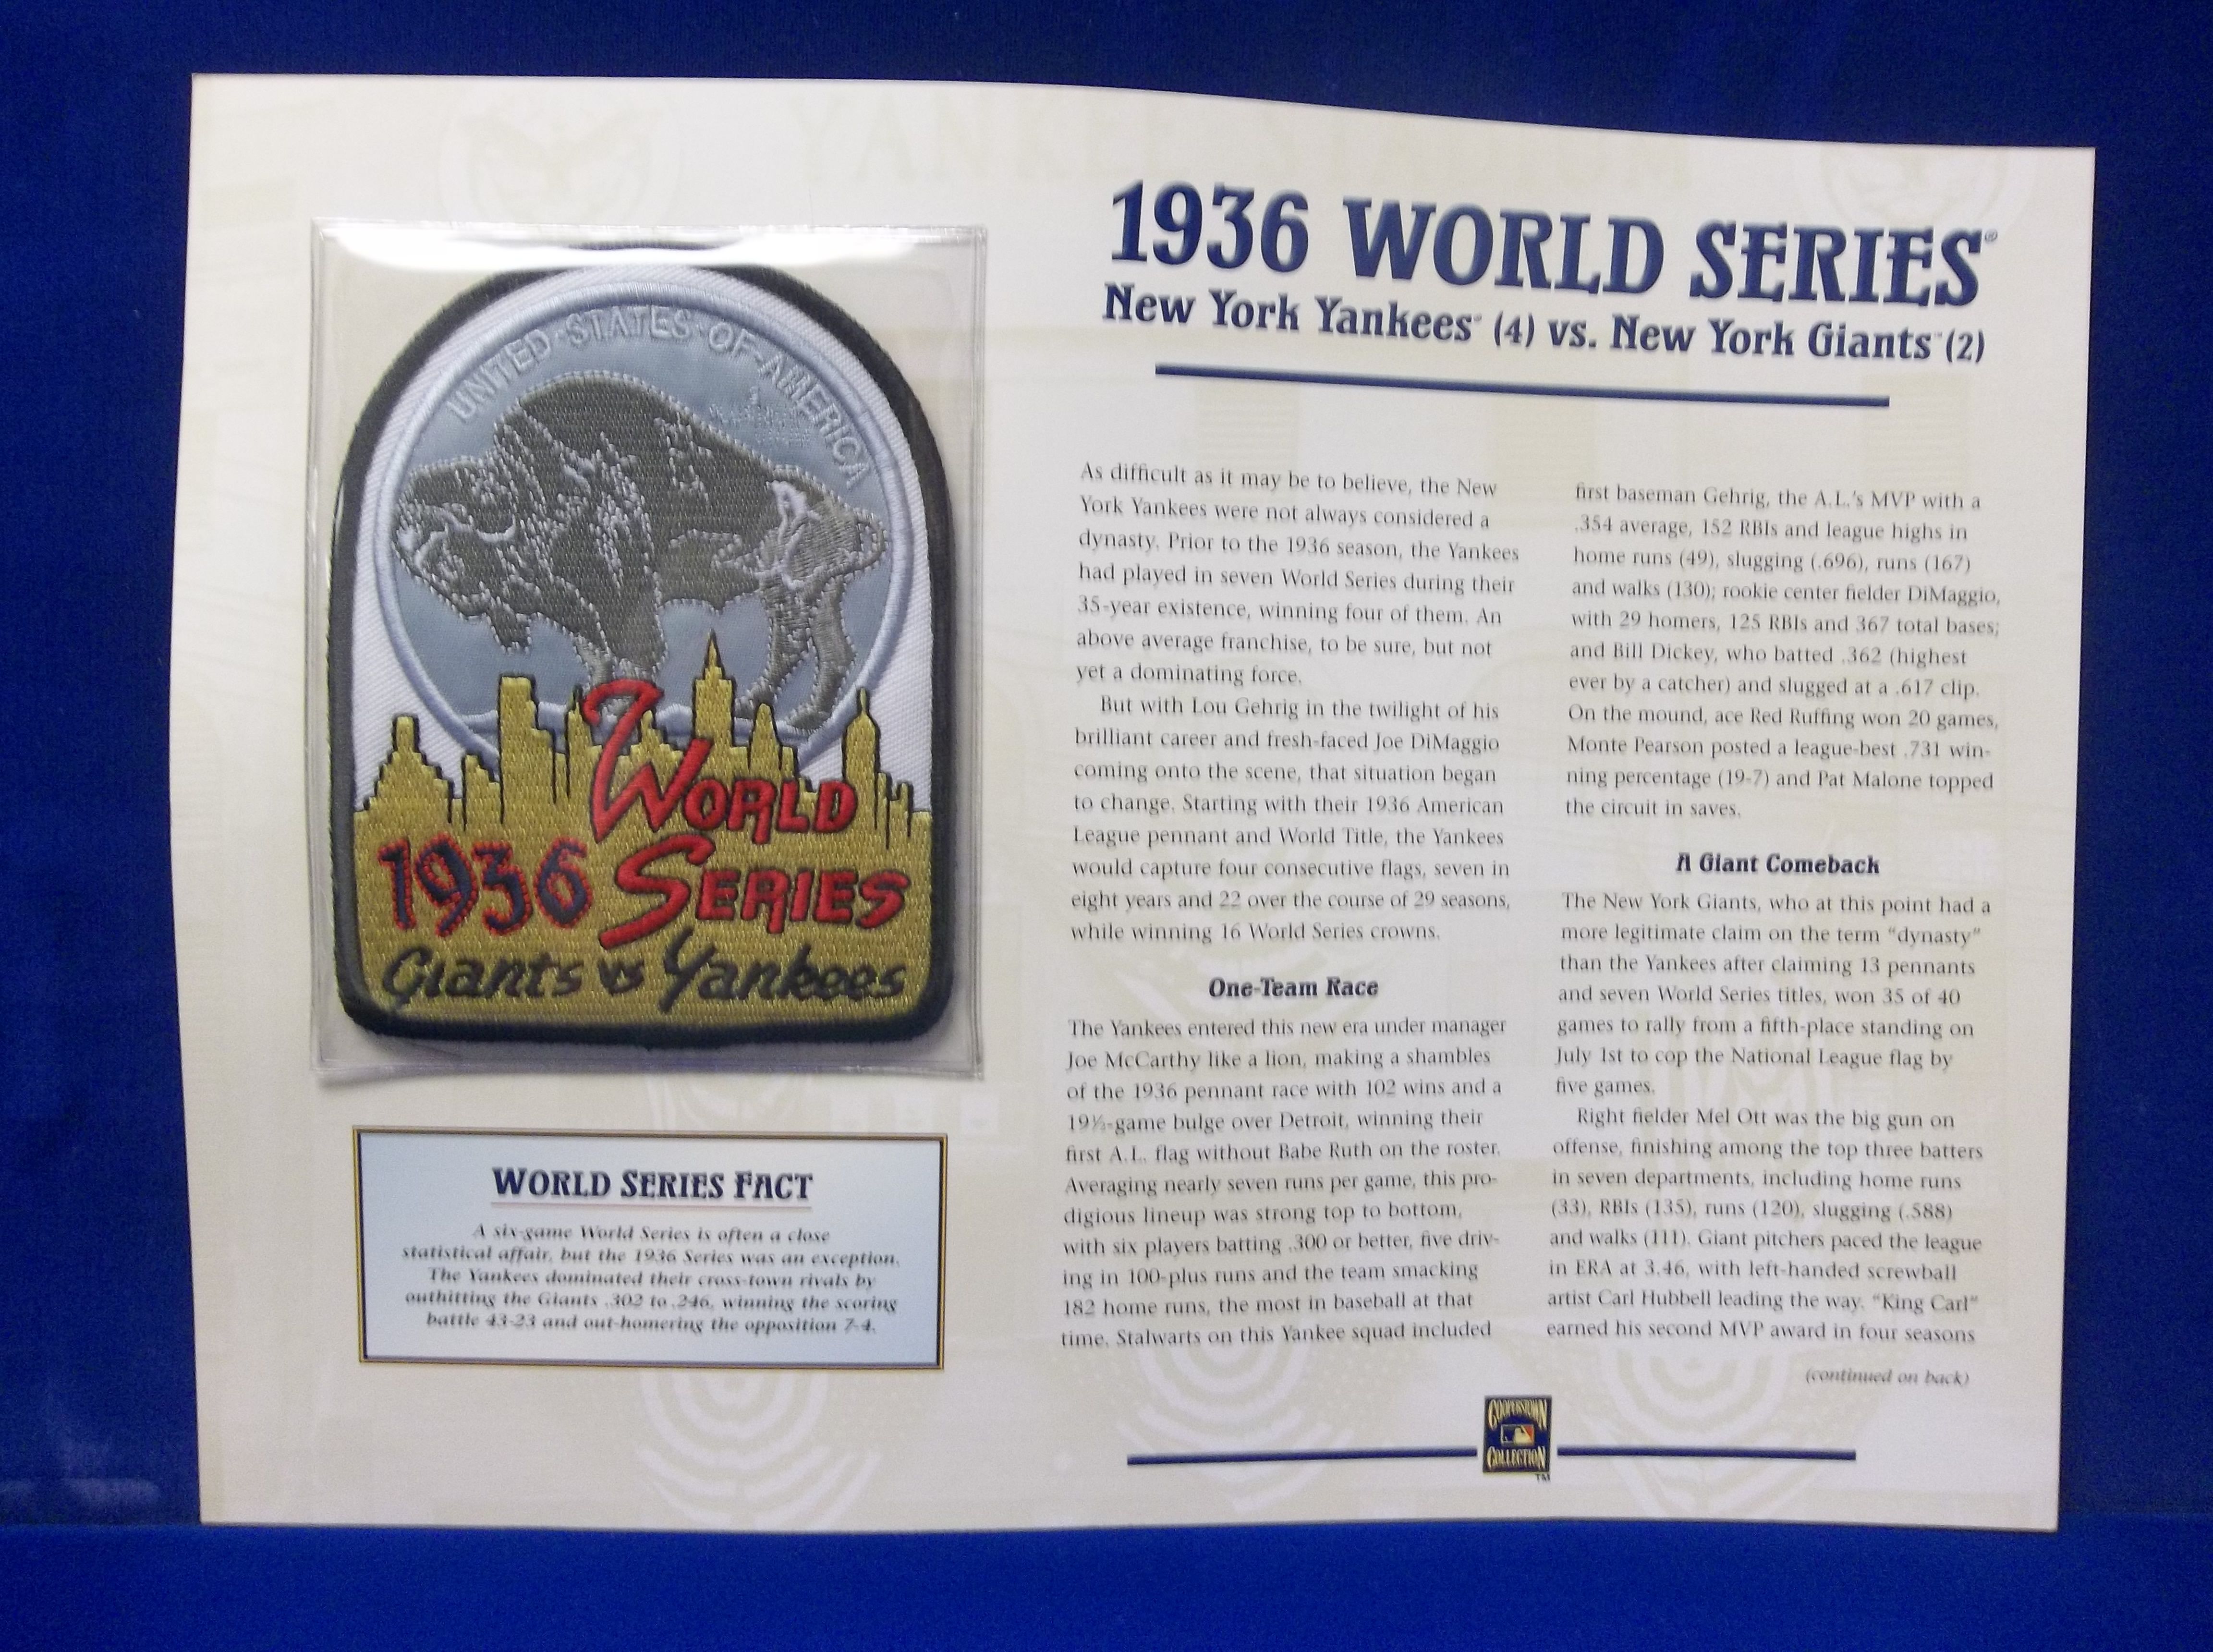 UNITED·STATES·OF·AMERICA
WORLD
1936 SERIES
Giants vs Yankees
WORLD SERIES FACT
A six-game World Series is often a close
statistical affair, but the 1936 Series was an exception.
The Yankees dominated their cross-town rivals by
outhitting the Giants .302 to .246, winning the scoring
battle 43-23 and out-homering the opposition 7-4.
1936 WORLD SERIES®
New York Yankees® (4) vs. New York Giants™ (2)
As difficult as it may be to believe, the New
York Yankees were not always considered a
dynasty. Prior to the 1936 season, the Yankees
had played in seven World Series during their
35-year existence, winning four of them. An
above average franchise, to be sure, but not
yet a dominating force.
But with Lou Gehrig in the twilight of his
brilliant career and fresh-faced Joe DiMaggio
coming onto the scene, that situation began
to change. Starting with their 1936 American
League pennant and World Title, the Yankees
would capture four consecutive flags, seven in
eight years and 22 over the course of 29 seasons,
while winning 16 World Series crowns.
One-Team Race
The Yankees entered this new era under manager
Joe McCarthy like a lion, making a shambles
of the 1936 pennant race with 102 wins and a
19½-game bulge over Detroit, winning their
first A.L. flag without Babe Ruth on the roster.
Averaging nearly seven runs per game, this pro-
digious lineup was strong top to bottom,
with six players batting .300 or better, five driv-
ing in 100-plus runs and the team smacking
182 home runs, the most in baseball at that
time. Stalwarts on this Yankee squad included
first baseman Gehrig, the A.L.'s MVP with a
.354 average, 152 RBIs and league highs in
home runs (49), slugging (.696), runs (167)
and walks (130); rookie center fielder DiMaggio,
with 29 homers, 125 RBIs and 367 total bases;
and Bill Dickey, who batted .362 (highest
ever by a catcher) and slugged at a .617 clip.
On the mound, ace Red Ruffing won 20 games,
Monte Pearson posted a league-best .731 win-
ning percentage (19-7) and Pat Malone topped
the circuit in saves.
A Giant Comeback
The New York Giants, who at this point had a
more legitimate claim on the term "dynasty"
than the Yankees after claiming 13 pennants
and seven World Series titles, won 35 of 40
games to rally from a fifth-place standing on
July 1st to cop the National League flag by
five games.
Right fielder Mel Ott was the big gun on
offense, finishing among the top three batters
in seven departments, including home runs
(33), RBIs (135), runs (120), slugging (.588)
and walks (111). Giant pitchers paced the league
in ERA at 3.46, with left-handed screwball
artist Carl Hubbell leading the way. "King Carl"
earned his second MVP award in four seasons
(continued on back)
COOPERSTOWN
COLLECTION
TM